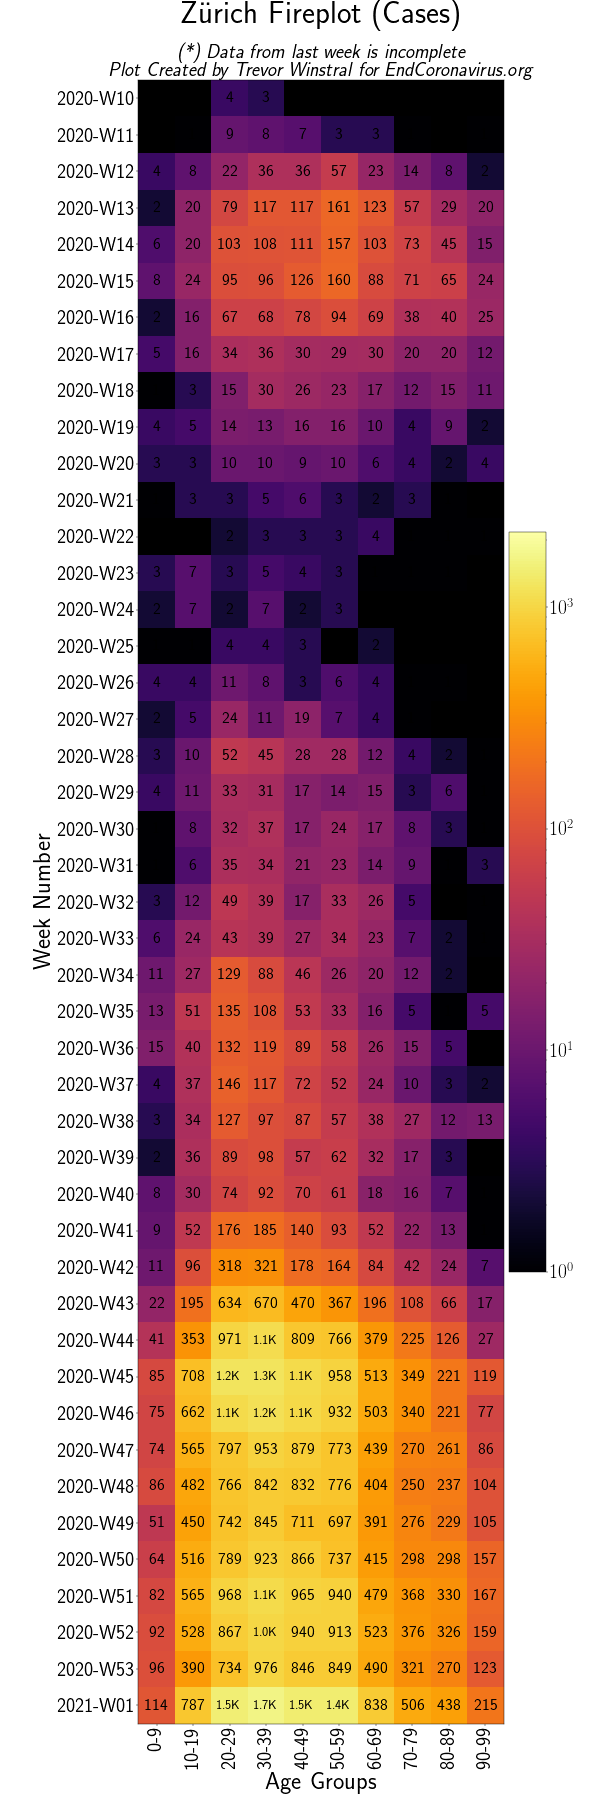 Zürich Fireplot (Cases)
(*) Data from last week is incomplete
Plot Created by Trevor Winstral for EndCoronavirus.org
2020-W10 4 3
2020-W11 9 8 7 3 3
2020-W12 4 8 22 36 36 57 23 14 8 2
2020-W13 2 20 79 117 117 161 123 57 29 20
2020-W14 6 20 103 108 111 157 103 73 45 15
2020-W15 8 24 95 96 126 160 88 71 65 24
2020-W16 2 16 67 68 78 94 69 38 40 25
2020-W17 5 16 34 36 30 29 30 20 20 12
2020-W18 3 15 30 26 23 17 12 15 11
2020-W19 4 5 14 13 16 16 10 4 9 2
2020-W20 3 3 10 10 9 10 6 4 2 4
2020-W21 3 3 5 6 3 2 3
2020-W22 2 3 3 3 4
2020-W23 3 7 3 5 4 3
2020-W24 2 7 2 7 2 3
2020-W25 4 4 3 2
2020-W26 4 4 11 8 3 6 4
2020-W27 2 5 24 11 19 7 4
2020-W28 3 10 52 45 28 28 12 4 2
2020-W29 4 11 33 31 17 14 15 3 6
2020-W30 8 32 37 17 24 17 8 3
2020-W31 6 35 34 21 23 14 9 3
2020-W32 3 12 49 39 17 33 26 5
2020-W33 6 24 43 39 27 34 23 7 2
2020-W34 11 27 129 88 46 26 20 12 2
2020-W35 13 51 135 108 53 33 16 5 5
2020-W36 15 40 132 119 89 58 26 15 5
2020-W37 4 37 146 117 72 52 24 10 3 2
2020-W38 3 34 127 97 87 57 38 27 12 13
2020-W39 2 36 89 98 57 62 32 17 3
2020-W40 8 30 74 92 70 61 18 16 7
2020-W41 9 52 176 185 140 93 52 22 13
2020-W42 11 96 318 321 178 164 84 42 24 7
2020-W43 22 195 634 670 470 367 196 108 66 17
2020-W44 41 353 971 1.1K 809 766 379 225 126 27
2020-W45 85 708 1.2K 1.3K 1.1K 958 513 349 221 119
2020-W46 75 662 1.1K 1.2K 1.1K 932 503 340 221 77
2020-W47 74 565 797 953 879 773 439 270 261 86
2020-W48 86 482 766 842 832 776 404 250 237 104
2020-W49 51 450 742 845 711 697 391 276 229 105
2020-W50 64 516 789 923 866 737 415 298 298 157
2020-W51 82 565 968 1.1K 965 940 479 368 330 167
2020-W52 92 528 867 1.0K 940 913 523 376 326 159
2020-W53 96 390 734 976 846 849 490 321 270 123
2021-W01 114 787 1.5K 1.7K 1.5K 1.4K 838 506 438 215
0-9 10-19 20-29 30-39 40-49 50-59 60-69 70-79 80-89 90-99
Age Groups
Week Number
10³
10²
10¹
10⁰